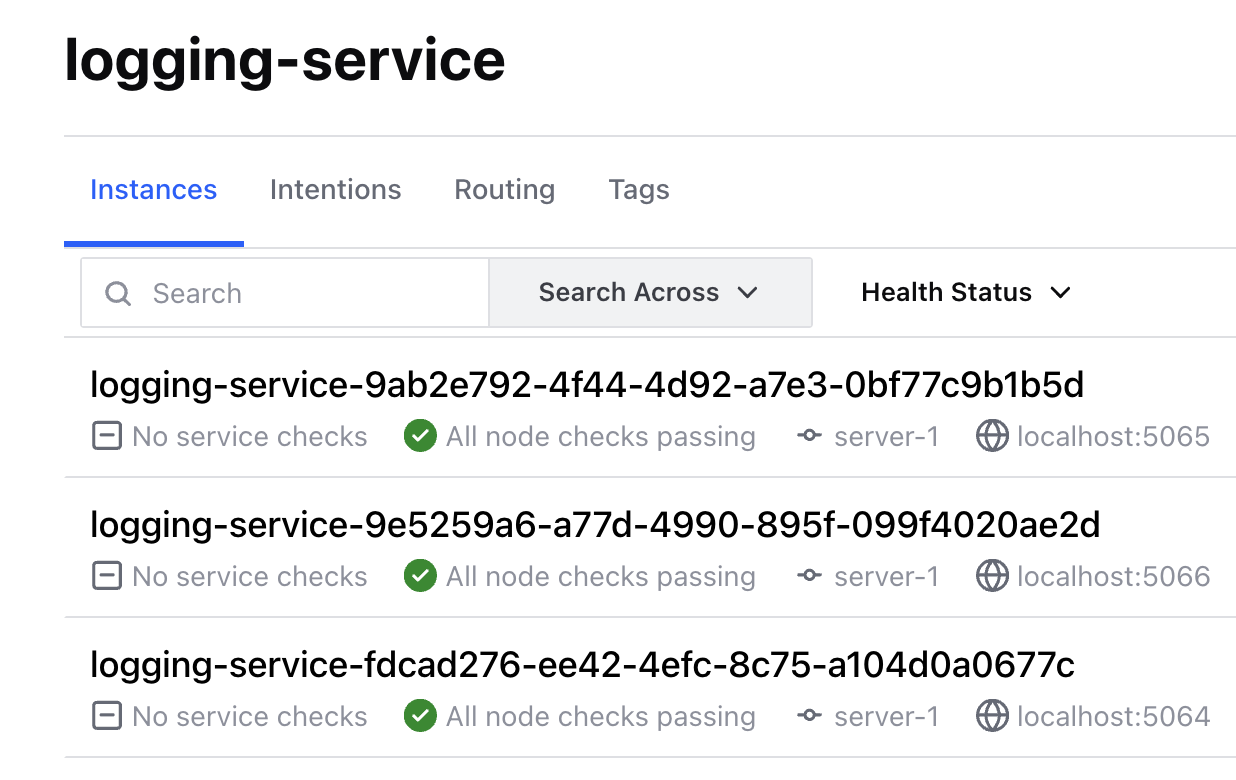 logging-service
Instances Intentions Routing Tags
Search Search Across Health Status
logging-service-9ab2e792-4f44-4d92-a7e3-0bf77c9b1b5d
No service checks All node checks passing server-1 localhost:5065
logging-service-9e5259a6-a77d-4990-895f-099f4020ae2d
No service checks All node checks passing server-1 localhost:5066
logging-service-fdcad276-ee42-4efc-8c75-a104d0a0677c
No service checks All node checks passing server-1 localhost:5064